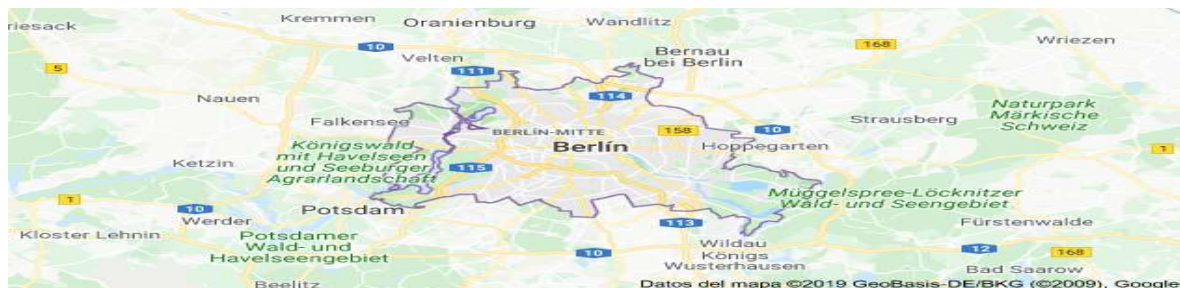 riesack
Kremmen
Oranienburg
Wandlitz
10
Velten
Bernau
bei Berlin
168
Wriezen
5
111
114
Nauen
Falkensee
BERLÍN-MITTE
Berlín
158
10
Hoppegarten
Strausberg
Naturpark
Märkische
Schweiz
1
Königswald
mit Havelseen
und Seeburger
Agrarlandschaft
Ketzin
115
1
10
Werder
Potsdam
Müggelspree-Löcknitzer
Wald- und Seengebiet
113
Fürstenwalde
Kloster Lehnin
Potsdamer
Wald- und
Havelseengebiet
10
Wildau
Königs
Wusterhausen
12
168
Bad Saarow
Beelitz
Datos del mapa ©2019 GeoBasis-DE/BKG (©2009), Google